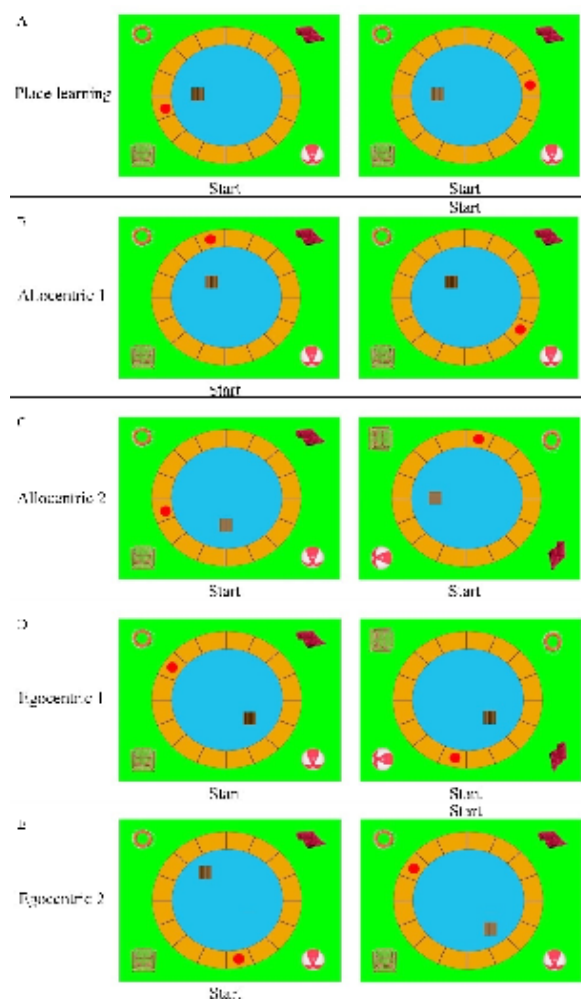 A
Place learning
Start
Start
Start
Allocentric 1
Start
C
Allocentric 2
Start
Start
D
Egocentric 1
Start
Start
Start
E
Egocentric 2
Start